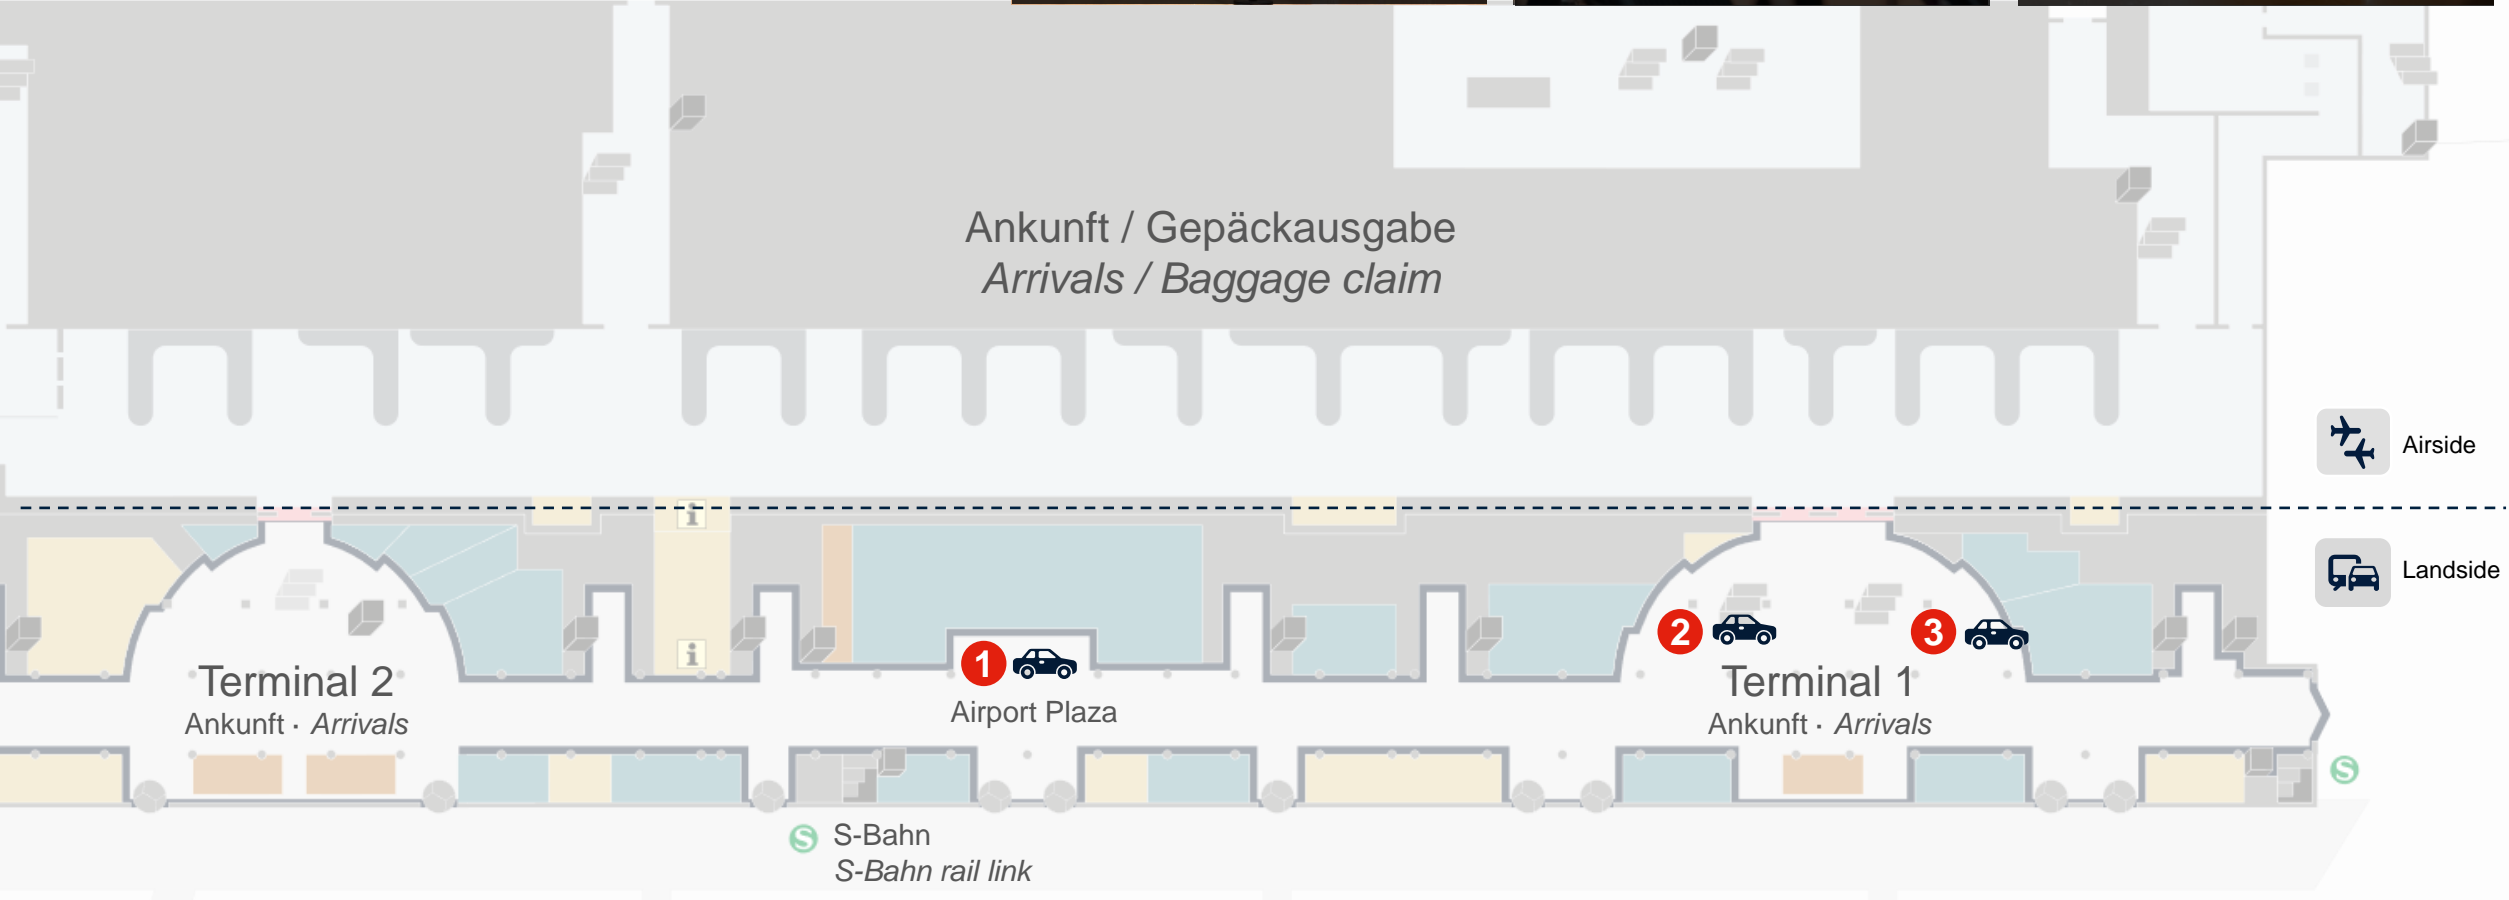 Ankunft / Gepäckausgabe
Arrivals / Baggage claim
Airside
i
Landside
i
1
2
3
Terminal 2
Ankunft · Arrivals
Airport Plaza
Terminal 1
Ankunft · Arrivals
S
S
S-Bahn
S-Bahn rail link